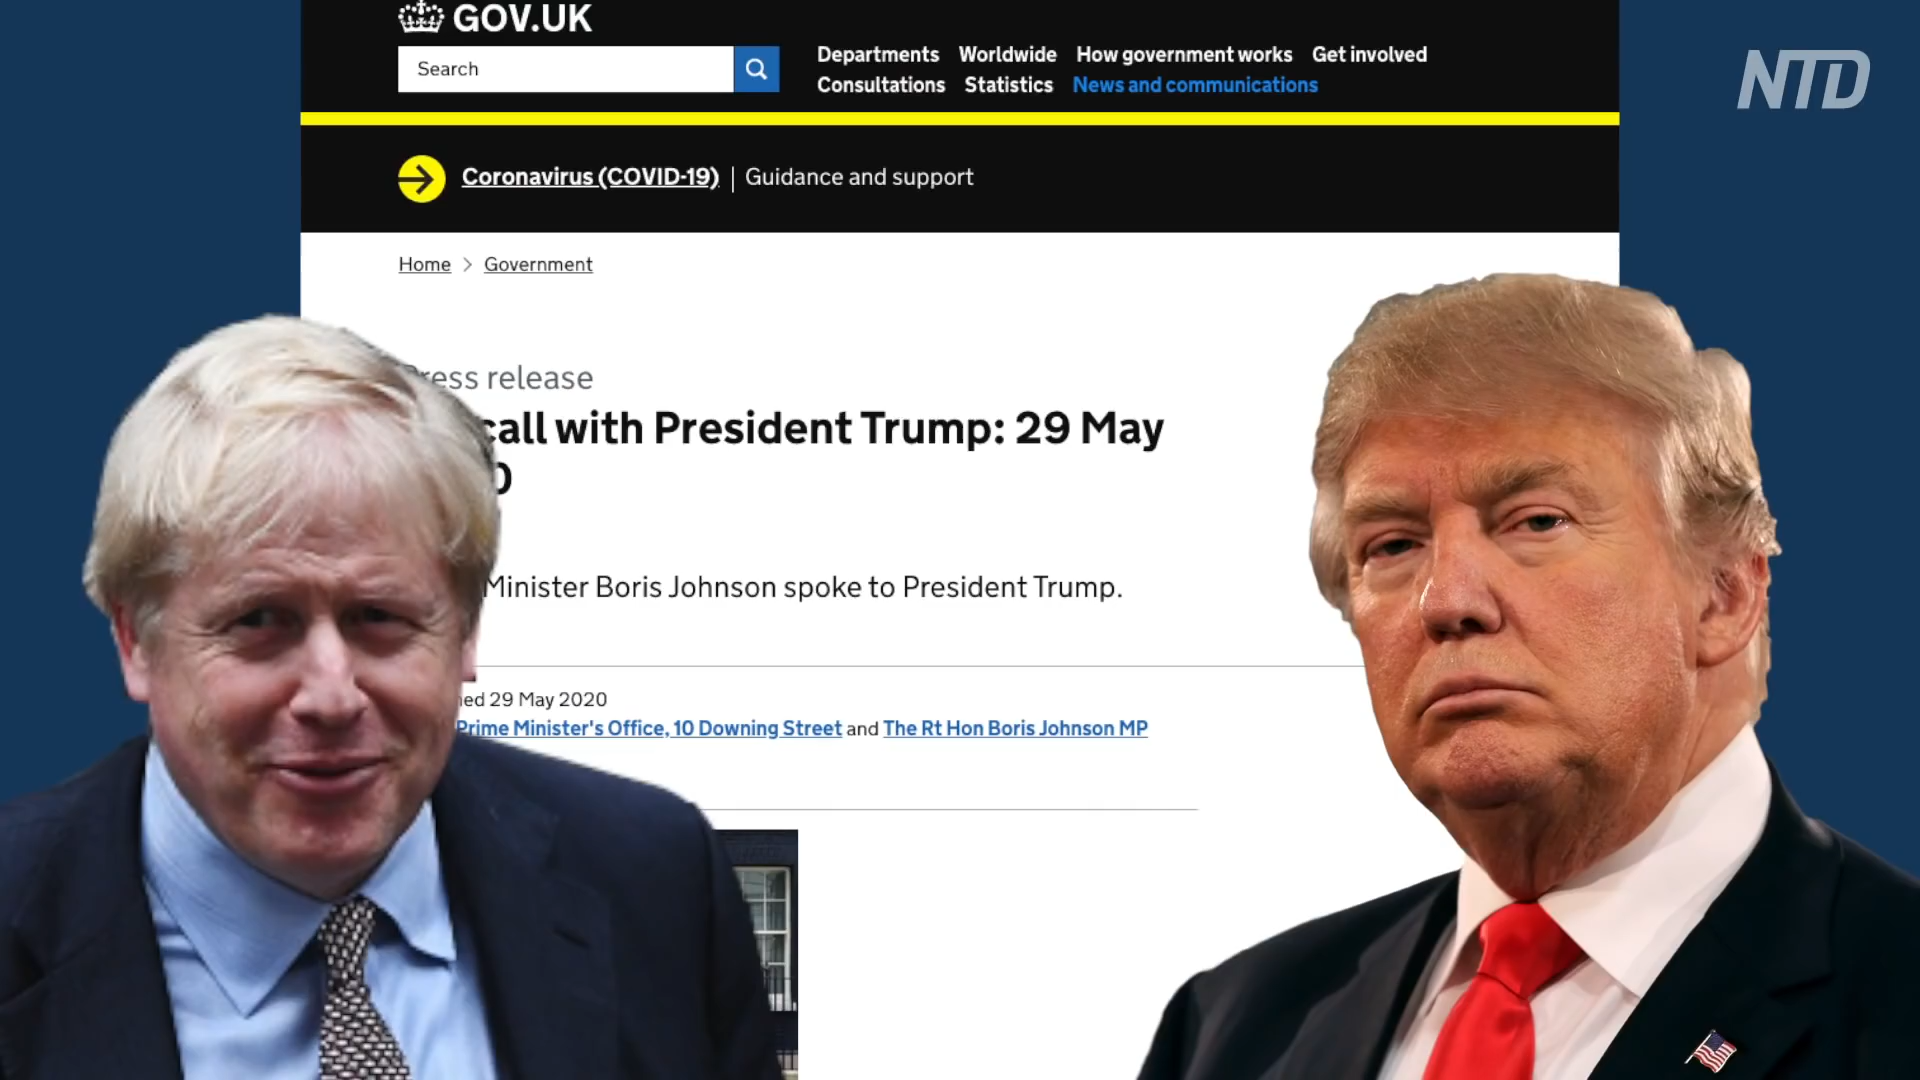 GOV.UK
Search
Departments Worldwide How government works Get involved
Consultations Statistics News and communications
NTD
Coronavirus (COVID-19) | Guidance and support
Home > Government
Press release
call with President Trump: 29 May
0
Minister Boris Johnson spoke to President Trump.
ed 29 May 2020
Prime Minister's Office, 10 Downing Street and The Rt Hon Boris Johnson MP